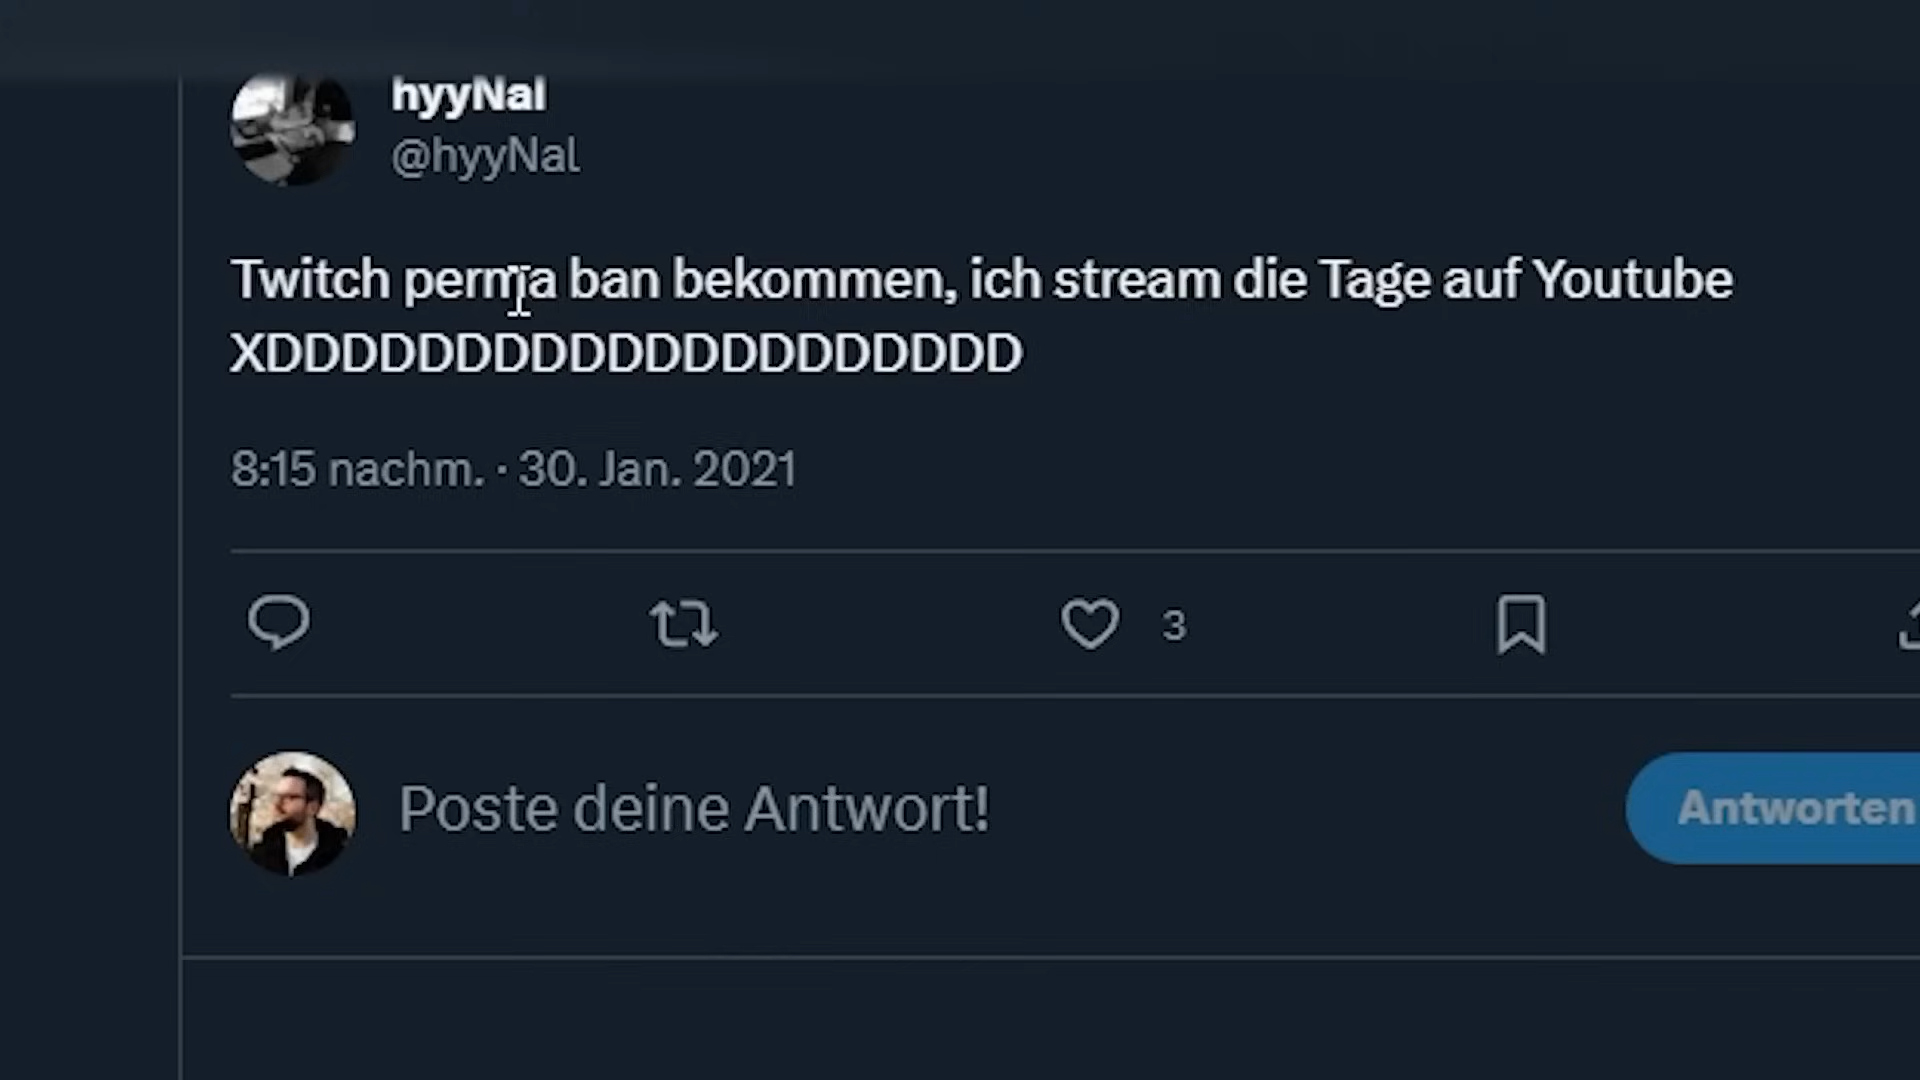 hyyNal
@hyyNal
Twitch perma ban bekommen, ich stream die Tage auf Youtube
XDDDDDDDDDDDDDDDDDDDD
8:15 nachm. · 30. Jan. 2021
3
Poste deine Antwort!
Antworten